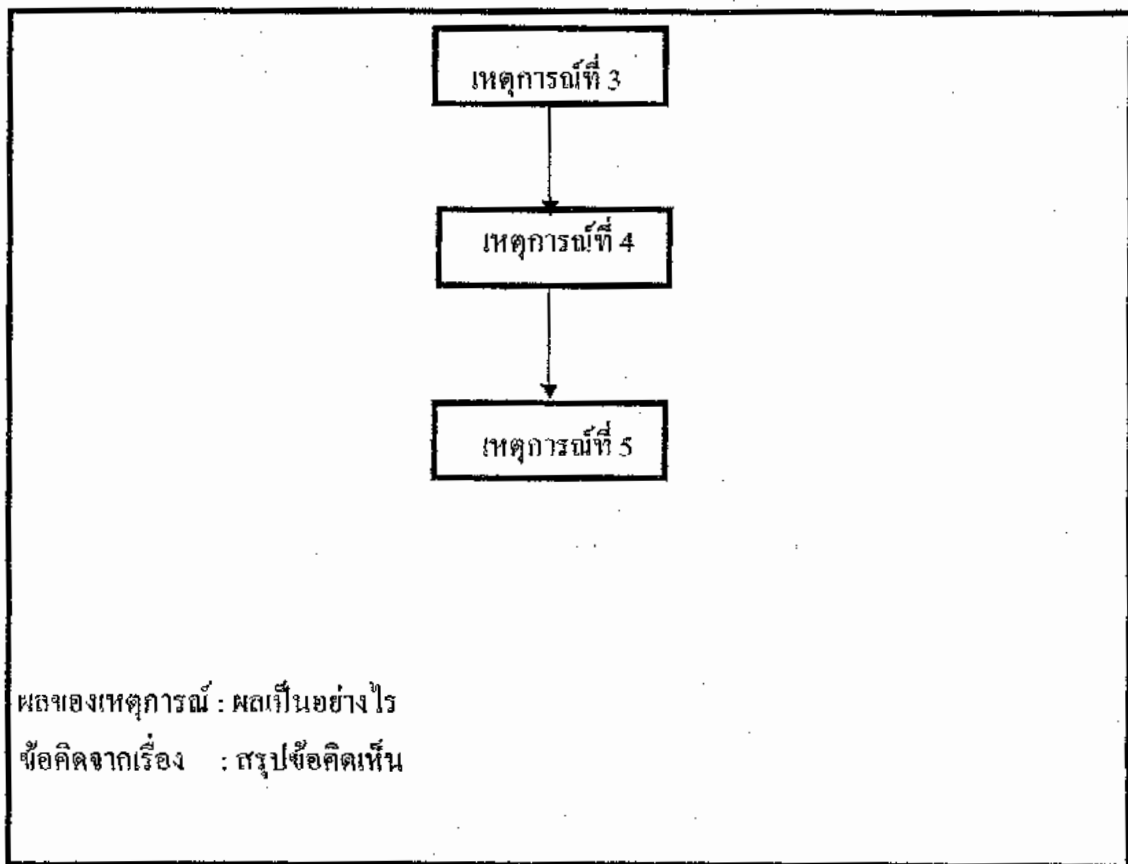 เหตุการณ์ที่ 3
เหตุการณ์ที่ 4
เหตุการณ์ที่ 5
ผลของเหตุการณ์ : ผลเป็นอย่างไร
ข้อคิดจากเรื่อง : สรุปข้อคิดเห็น